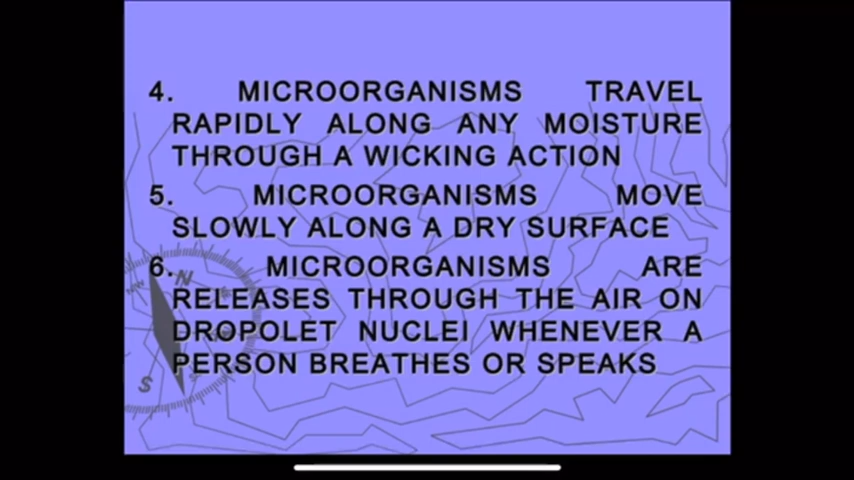 4. MICROORGANISMS TRAVEL
RAPIDLY ALONG ANY MOISTURE
THROUGH A WICKING ACTION
5. MICROORGANISMS MOVE
SLOWLY ALONG A DRY SURFACE
6. MICROORGANISMS ARE
RELEASES THROUGH THE AIR ON
DROPOLET NUCLEI WHENEVER A
PERSON BREATHES OR SPEAKS
N
NW
S